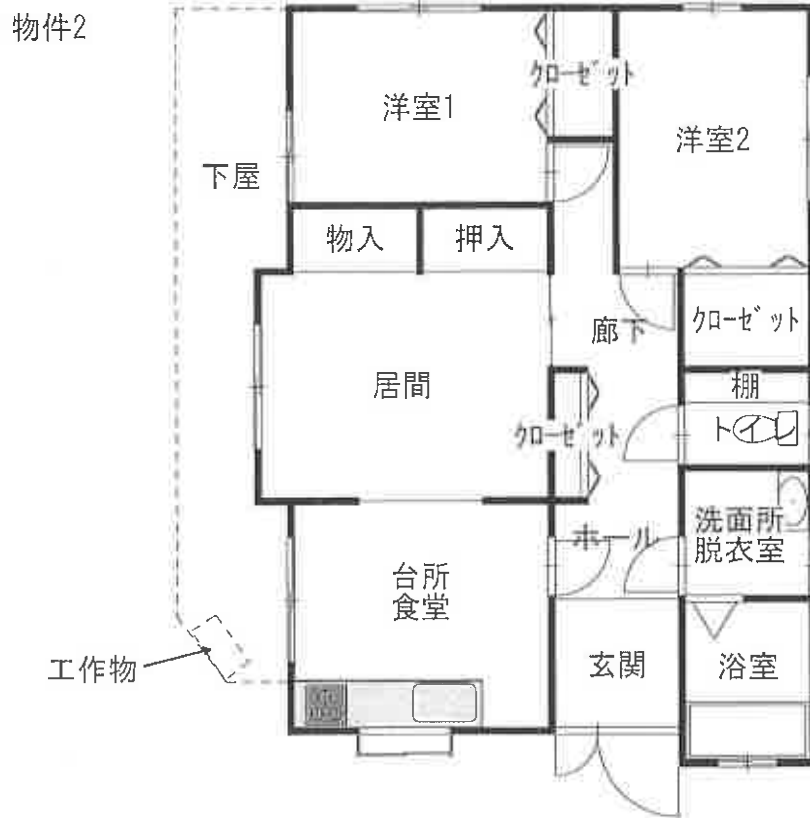 物件2
クローゼット
洋室1
洋室2
下屋
物入
押入
廊下
クローゼット
居間
棚
トイレ
クローゼット
洗面所
脱衣室
ホール
台所
食堂
工作物
玄関
浴室